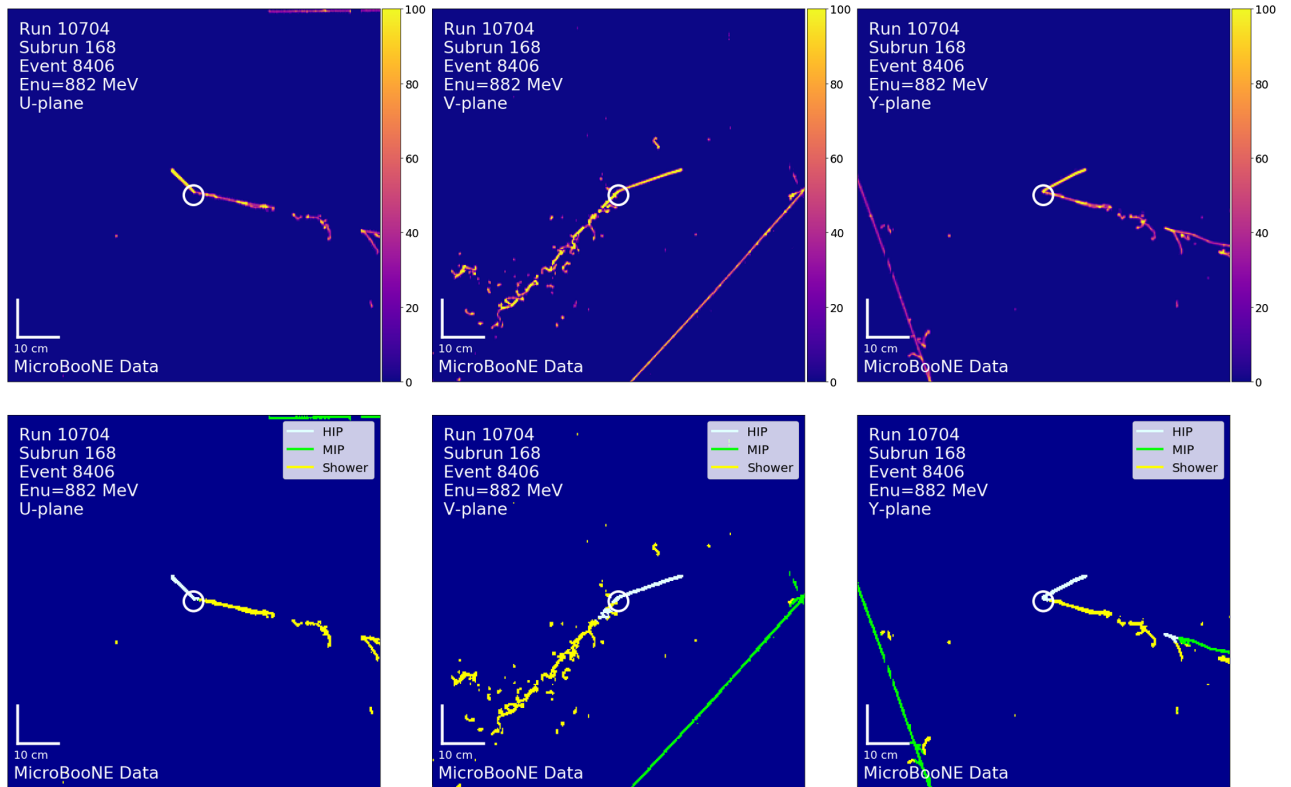 Run 10704
Subrun 168
Event 8406
Enu=882 MeV
U-plane
10 cm
MicroBooNE Data
100
80
60
40
20
0
Run 10704
Subrun 168
Event 8406
Enu=882 MeV
V-plane
10 cm
MicroBooNE Data
100
80
60
40
20
0
Run 10704
Subrun 168
Event 8406
Enu=882 MeV
Y-plane
10 cm
MicroBooNE Data
100
80
60
40
20
0
Run 10704
Subrun 168
Event 8406
Enu=882 MeV
U-plane
HIP
MIP
Shower
10 cm
MicroBooNE Data
Run 10704
Subrun 168
Event 8406
Enu=882 MeV
V-plane
HIP
MIP
Shower
10 cm
MicroBooNE Data
Run 10704
Subrun 168
Event 8406
Enu=882 MeV
Y-plane
HIP
MIP
Shower
10 cm
MicroBooNE Data